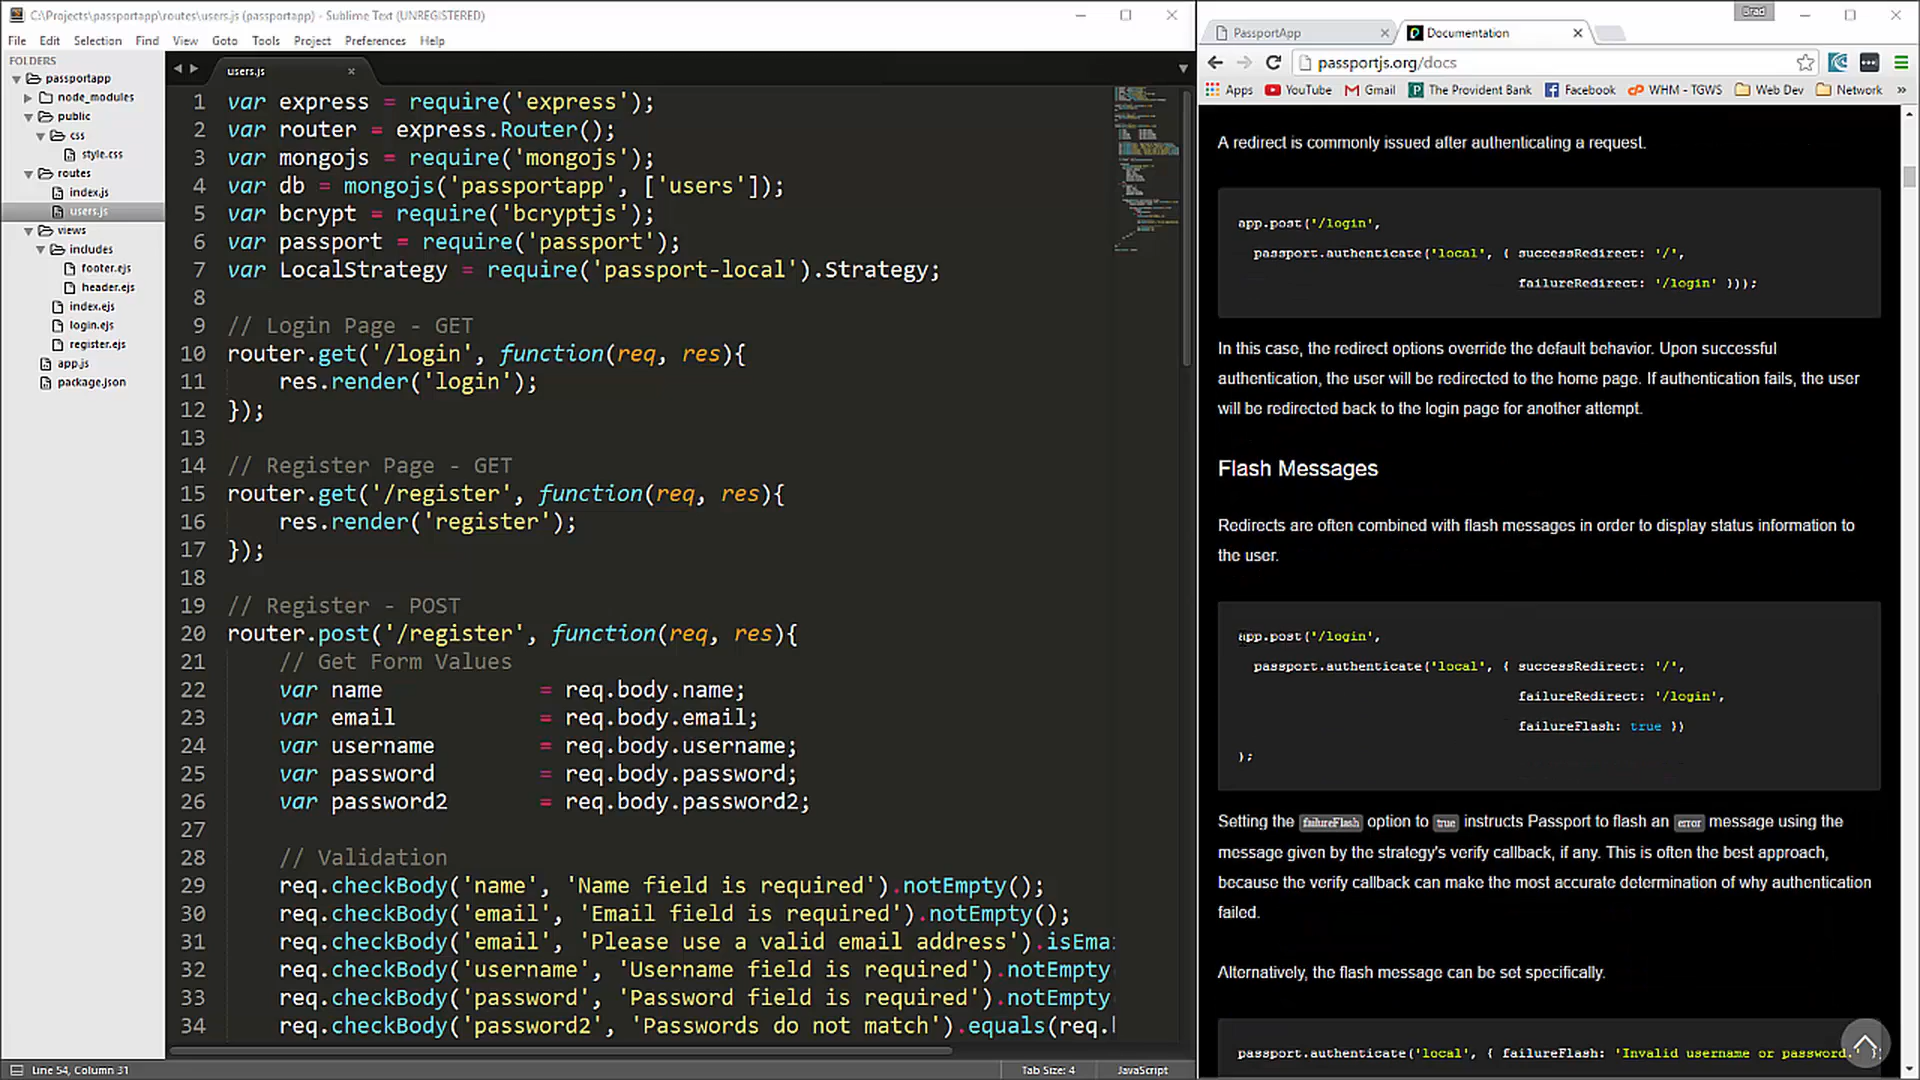 C:\Projects\passportapp\routes\users.js (passportapp) - Sublime Text (UNREGISTERED)
File Edit Selection Find View Goto Tools Project Preferences Help
FOLDERS
passportapp
node_modules
public
css
style.css
routes
index.js
users.js
views
includes
footer.ejs
header.ejs
index.ejs
login.ejs
register.ejs
app.js
package.json
users.js
1 var express = require('express');
2 var router = express.Router();
3 var mongojs = require('mongojs');
4 var db = mongojs('passportapp', ['users']);
5 var bcrypt = require('bcryptjs');
6 var passport = require('passport');
7 var LocalStrategy = require('passport-local').Strategy;
8
9 // Login Page - GET
10 router.get('/login', function(req, res){
11 res.render('login');
12 });
13
14 // Register Page - GET
15 router.get('/register', function(req, res){
16 res.render('register');
17 });
18
19 // Register - POST
20 router.post('/register', function(req, res){
21 // Get Form Values
22 var name = req.body.name;
23 var email = req.body.email;
24 var username = req.body.username;
25 var password = req.body.password;
26 var password2 = req.body.password2;
27
28 // Validation
29 req.checkBody('name', 'Name field is required').notEmpty();
30 req.checkBody('email', 'Email field is required').notEmpty();
31 req.checkBody('email', 'Please use a valid email address').isEma
32 req.checkBody('username', 'Username field is required').notEmpty
33 req.checkBody('password', 'Password field is required').notEmpty
34 req.checkBody('password2', 'Passwords do not match').equals(req.
Line 54, Column 31
Tab Size: 4
JavaScript
Brad
PassportApp
Documentation
passportjs.org/docs
Apps YouTube Gmail The Provident Bank Facebook WHM - TGWS Web Dev Network »
A redirect is commonly issued after authenticating a request.
app.post('/login',
passport.authenticate('local', { successRedirect: '/',
failureRedirect: '/login' }));
In this case, the redirect options override the default behavior. Upon successful
authentication, the user will be redirected to the home page. If authentication fails, the user
will be redirected back to the login page for another attempt.
Flash Messages
Redirects are often combined with flash messages in order to display status information to
the user.
app.post('/login',
passport.authenticate('local', { successRedirect: '/',
failureRedirect: '/login',
failureFlash: true })
);
Setting the failureFlash option to true instructs Passport to flash an error message using the
message given by the strategy's verify callback, if any. This is often the best approach,
because the verify callback can make the most accurate determination of why authentication
failed.
Alternatively, the flash message can be set specifically.
passport.authenticate('local', { failureFlash: 'Invalid username or password.'